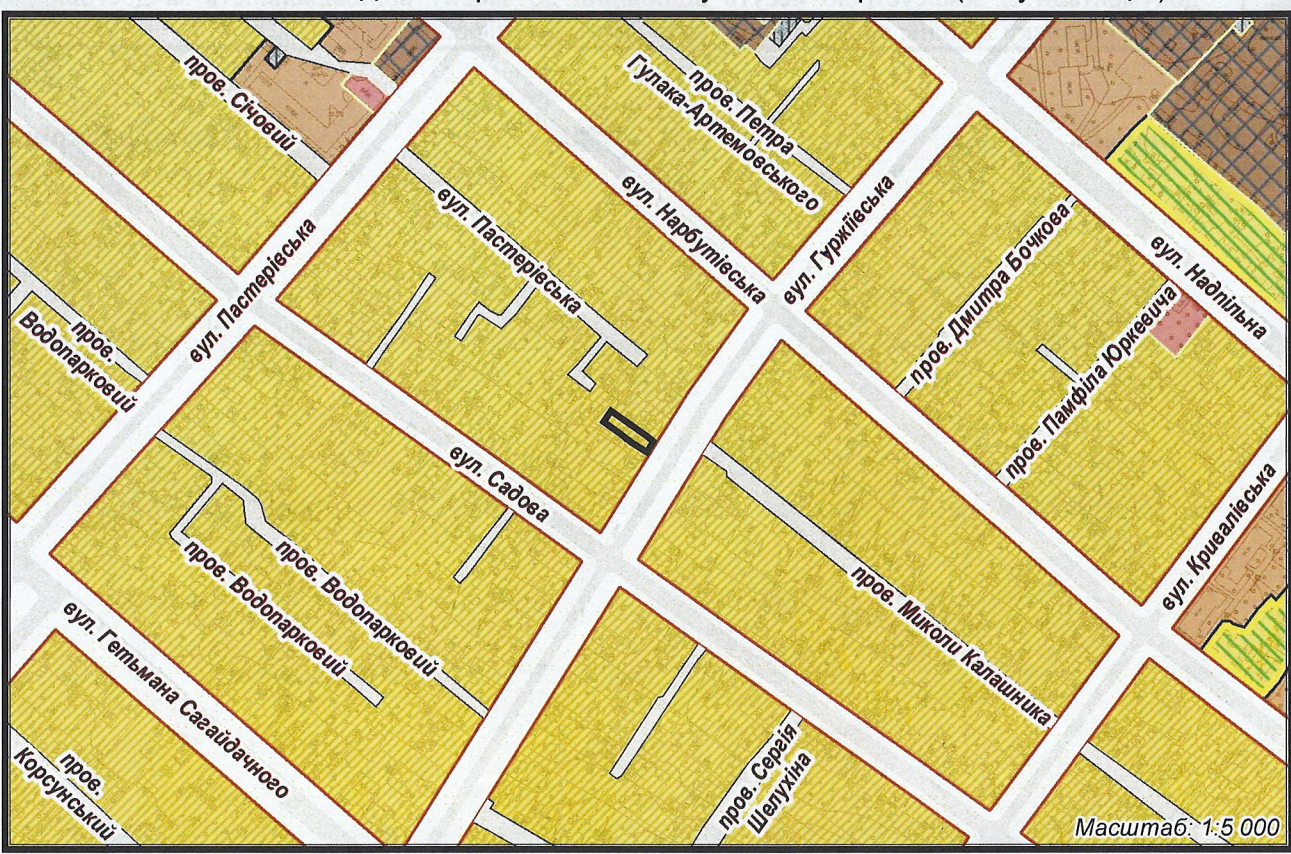 пров. Січовий
пров. Петра
Гулака-Артемовського
вул. Пастерівська
вул. Нарбутівська
вул. Гуржіївська
пров. Дмитра Бочкова
вул. Надпільна
вул. Пастерівська
пров. Памфіла Юркевича
пров.
Водопарковий
вул. Садова
вул. Кривалівська
пров. Водопарковий
пров. Водопарковий
пров. Миколи Калашника
вул. Гетьмана Сагайдачного
пров.
Корсунський
пров. Сергія
Шелухіна
Масштаб: 1:5 000